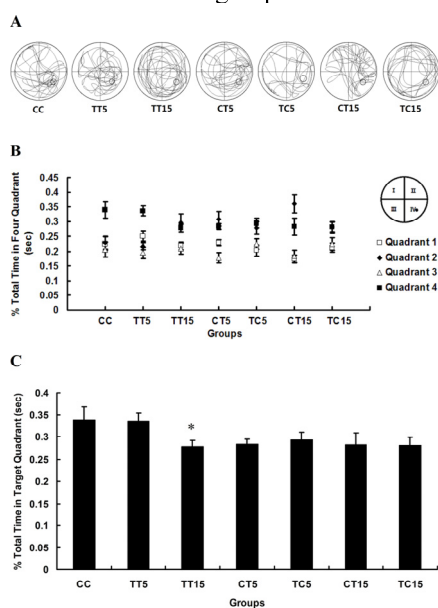 A
CC TT5 TT15 CT5 TC5 CT15 TC15
B
% Total Time in Four Quadrant
(sec)
0.45
0.4
0.35
0.3
0.25
0.2
0.15
0.1
0.05
0
CC TT5 TT15 CT5 TC5 CT15 TC15
Groups
I II
III IV
Quadrant 1
Quadrant 2
Quadrant 3
Quadrant 4
C
% Total Time in Target Quadrant (sec)
0.4
0.35
0.3
0.25
0.2
0.15
0.1
0.05
0
*
CC TT5 TT15 CT5 TC5 CT15 TC15
Groups